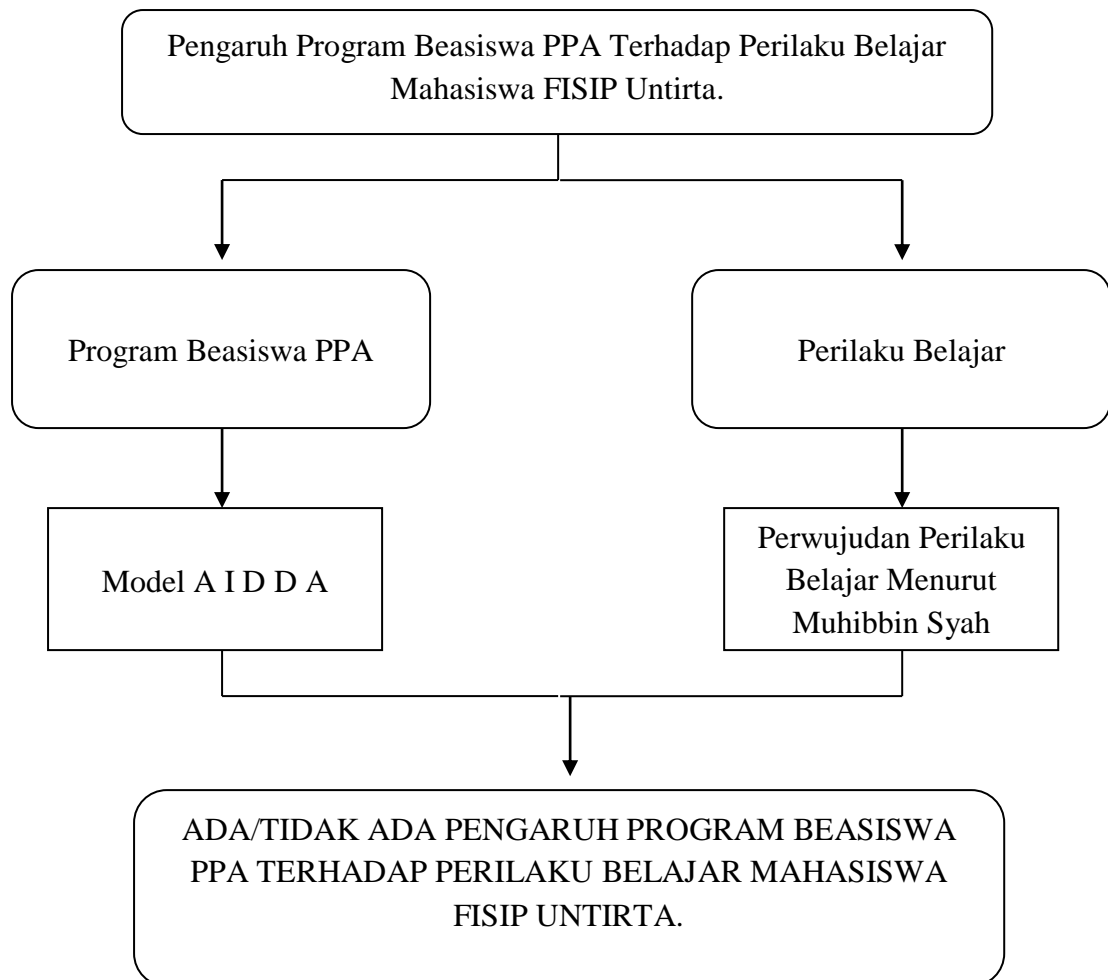 Pengaruh Program Beasiswa PPA Terhadap Perilaku Belajar
Mahasiswa FISIP Untirta.
Program Beasiswa PPA
Perilaku Belajar
Model A I D D A
Perwujudan Perilaku
Belajar Menurut
Muhibbin Syah
ADA/TIDAK ADA PENGARUH PROGRAM BEASISWA
PPA TERHADAP PERILAKU BELAJAR MAHASISWA
FISIP UNTIRTA.